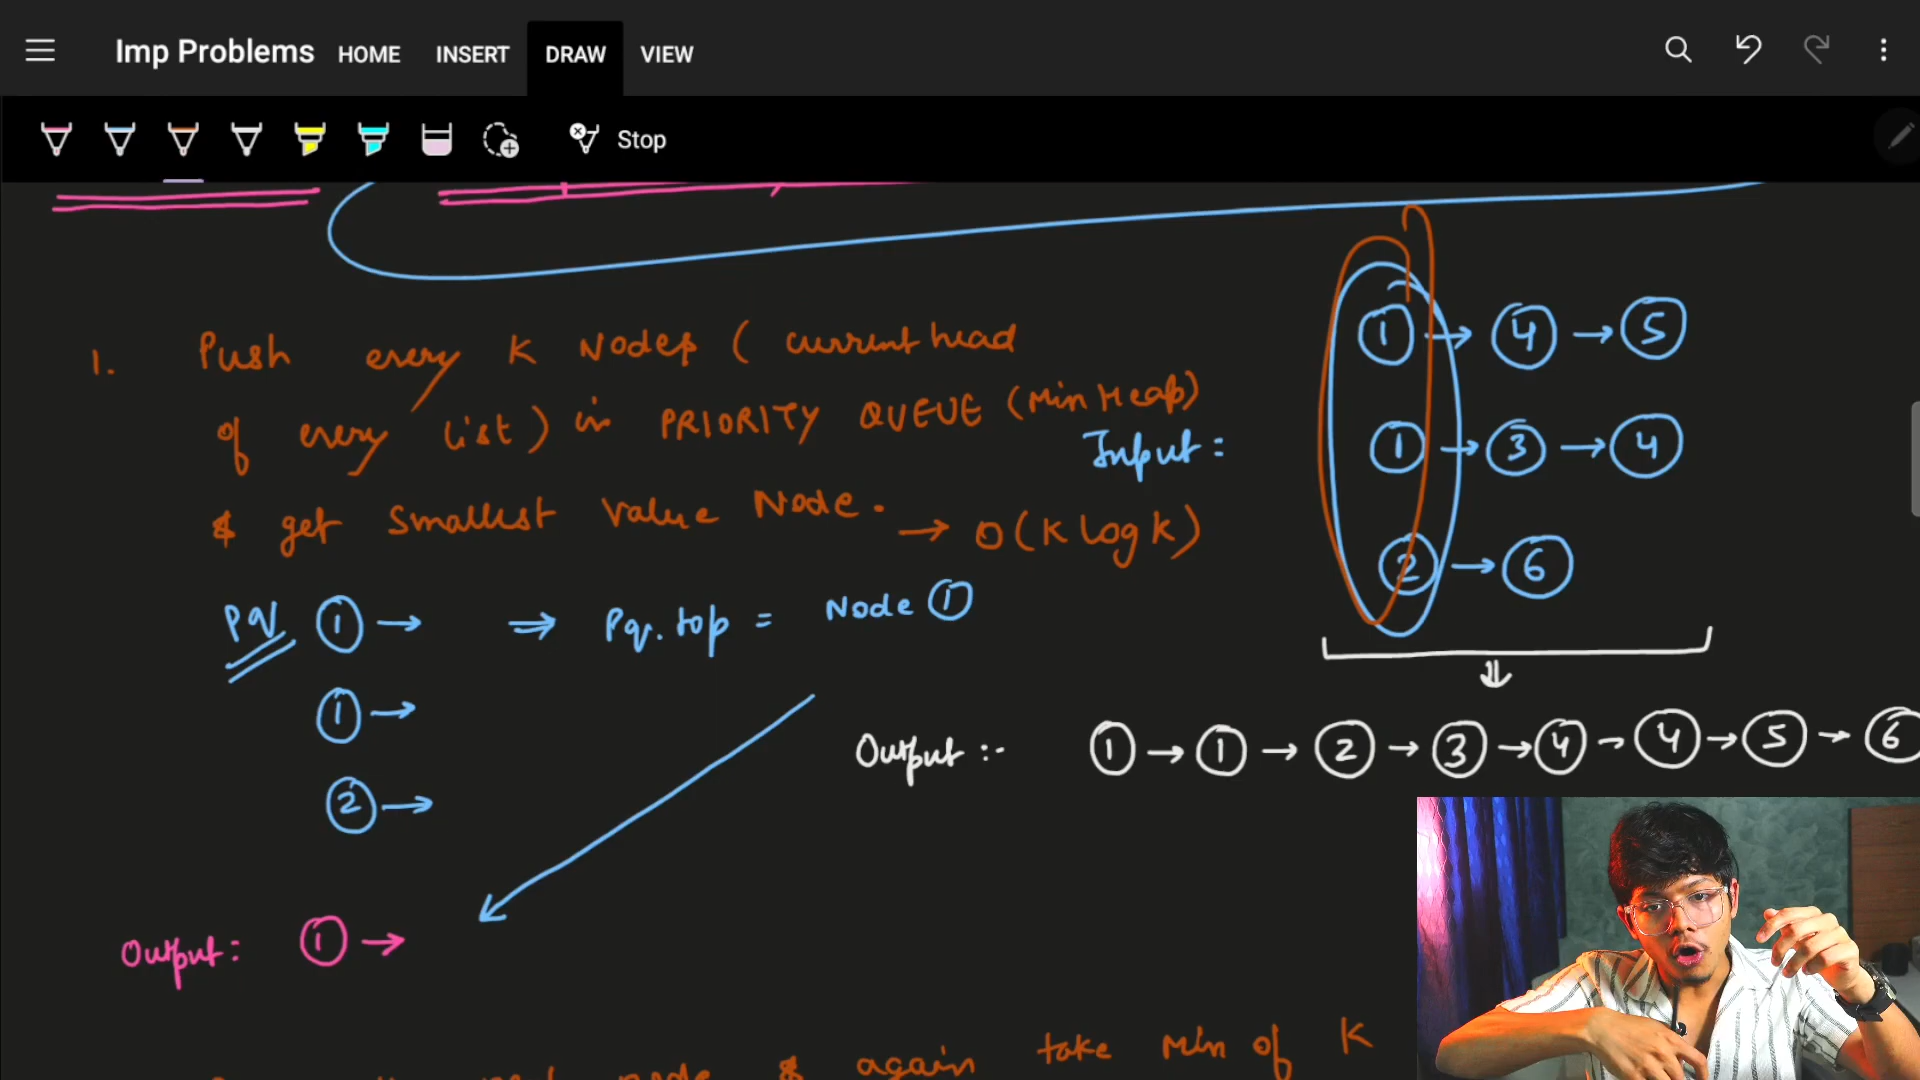 Imp Problems HOME INSERT DRAW VIEW
Stop
1. Push every K Nodes ( current head
of every list ) in PRIORITY QUEUE (Min Heap)
& get smallest value Node. → O(K log K)
Input :
1 → 4 → 5
1 → 3 → 4
2 → 6
Pq 1 → ⇒ Pq.top = Node 1
1 →
2 →
Output :- 1 → 1 → 2 → 3 → 4 → 4 → 5 → 6
Output : 1 →
node & again take Min of K